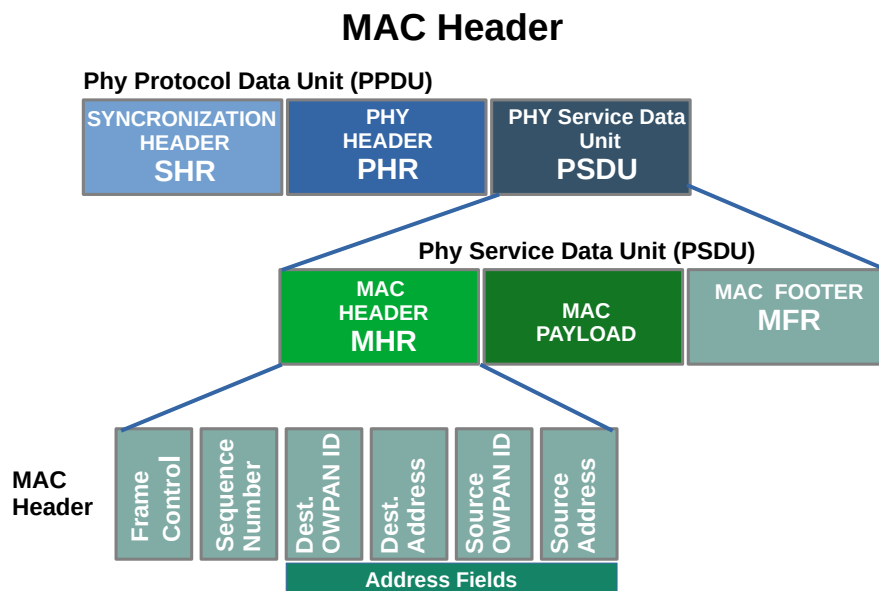 MAC Header
Phy Protocol Data Unit (PPDU)
SYNCRONIZATION
HEADER
SHR
PHY
HEADER
PHR
PHY Service Data
Unit
PSDU
Phy Service Data Unit (PSDU)
MAC
HEADER
MHR
MAC
PAYLOAD
MAC FOOTER
MFR
MAC
Header
Frame
Control
Sequence
Number
Dest.
OWPAN ID
Dest.
Address
Source
OWPAN ID
Source
Address
Address Fields